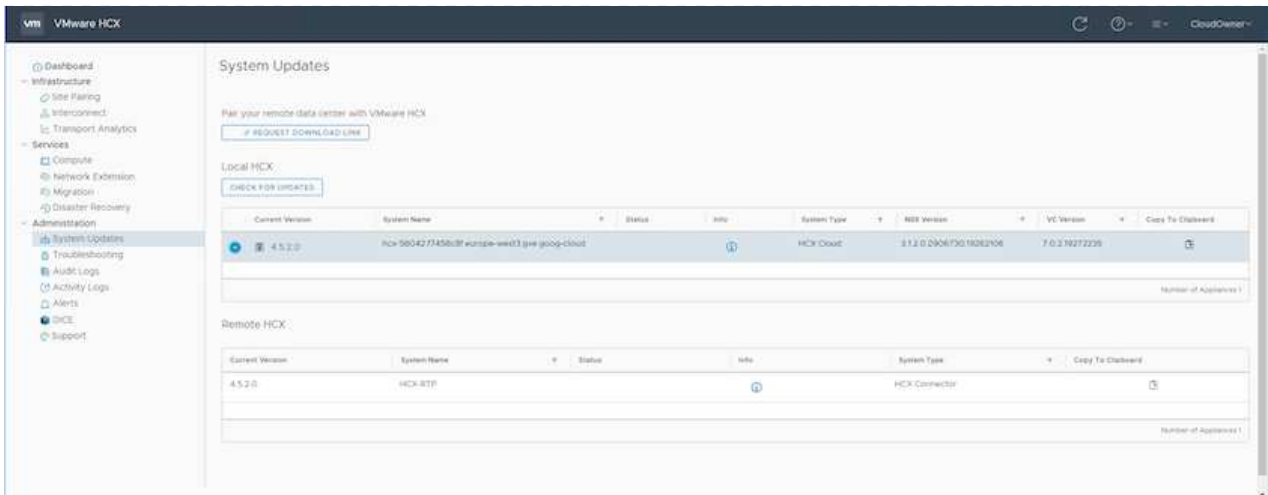 vm VMware HCX CloudOwner
Dashboard
Infrastructure
Site Pairing
Interconnect
Transport Analytics
Services
Compute
Network Extension
Migration
Disaster Recovery
Administration
System Updates
Troubleshooting
Audit Logs
Activity Logs
Alerts
DICE
Support
System Updates
Pair your remote data center with VMware HCX
REQUEST DOWNLOAD LINK
Local HCX
CHECK FOR UPDATES
Current Version System Name Status Info System Type NSX Version VC Version Copy To Clipboard
4.5.2.0 HCX Cloud
Number of Appliances 1
Remote HCX
Current Version System Name Status Info System Type Copy To Clipboard
4.5.2.0 HCX-RTP HCX Connector
Number of Appliances 1